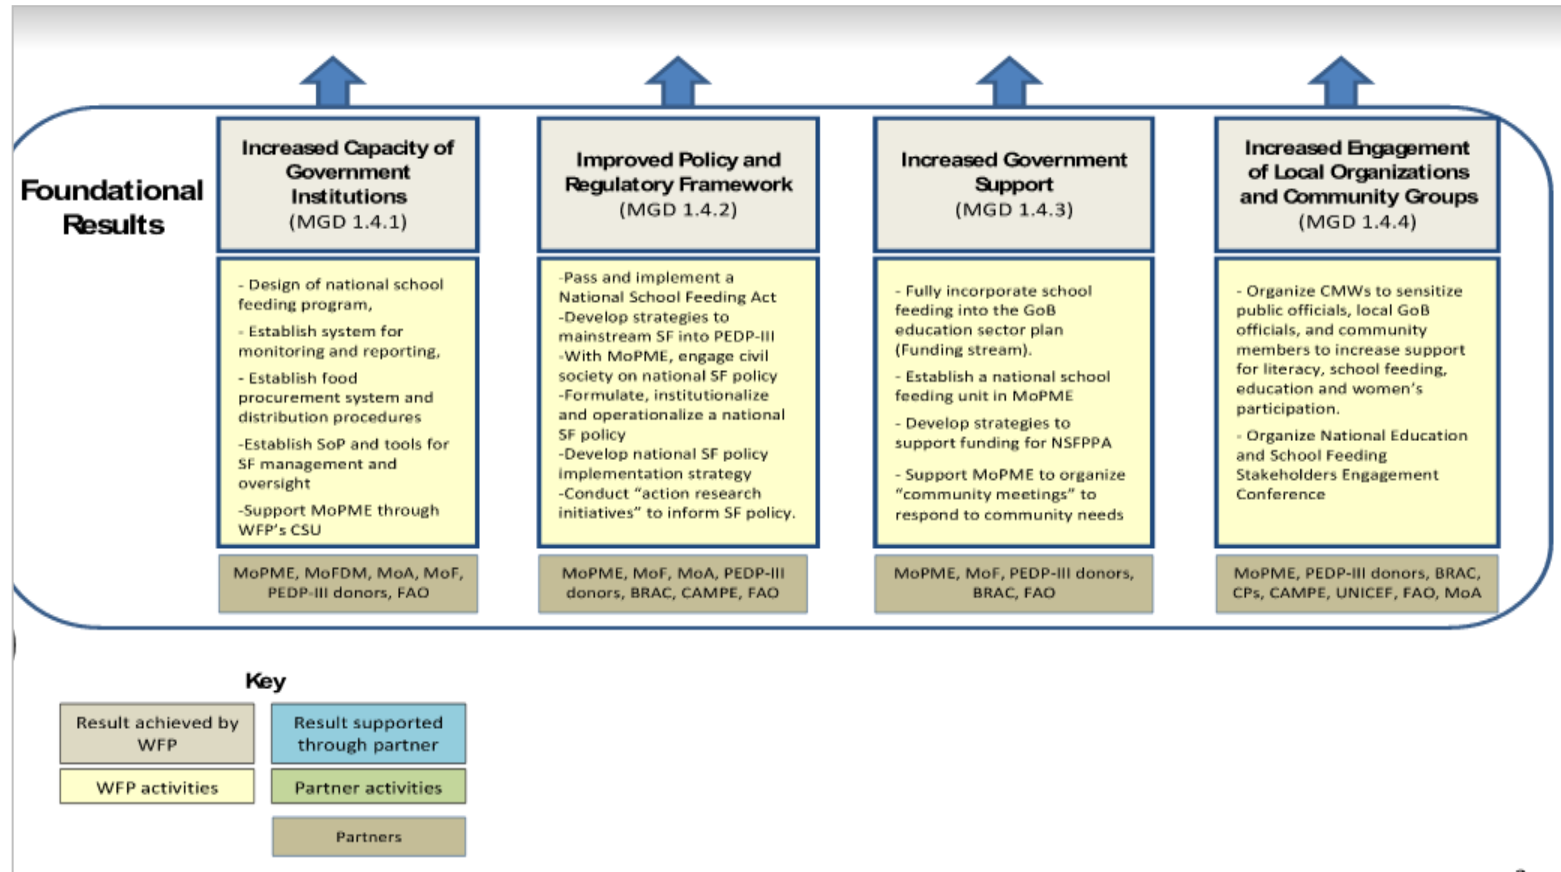 Foundational
Results
Increased Capacity of
Government
Institutions
(MGD 1.4.1)
- Design of national school
feeding program,
- Establish system for
monitoring and reporting,
- Establish food
procurement system and
distribution procedures
-Establish SoP and tools for
SF management and
oversight
-Support MoPME through
WFP's CSU
MoPME, MoFDM, MoA, MoF,
PEDP-III donors, FAO
Improved Policy and
Regulatory Framework
(MGD 1.4.2)
-Pass and implement a
National School Feeding Act
-Develop strategies to
mainstream SF into PEDP-III
-With MoPME, engage civil
society on national SF policy
-Formulate, institutionalize
and operationalize a national
SF policy
-Develop national SF policy
implementation strategy
-Conduct "action research
initiatives" to inform SF policy.
MoPME, MoF, MoA, PEDP-III
donors, BRAC, CAMPE, FAO
Increased Government
Support
(MGD 1.4.3)
- Fully incorporate school
feeding into the GoB
education sector plan
(Funding stream).
- Establish a national school
feeding unit in MoPME
- Develop strategies to
support funding for NSFPPA
- Support MoPME to organize
"community meetings" to
respond to community needs
MoPME, MoF, PEDP-III donors,
BRAC, FAO
Increased Engagement
of Local Organizations
and Community Groups
(MGD 1.4.4)
- Organize CMWs to sensitize
public officials, local GoB
officials, and community
members to increase support
for literacy, school feeding,
education and women's
participation.
- Organize National Education
and School Feeding
Stakeholders Engagement
Conference
MoPME, PEDP-III donors, BRAC,
CPs, CAMPE, UNICEF, FAO, MoA
Key
Result achieved by
WFP
Result supported
through partner
WFP activities
Partner activities
Partners